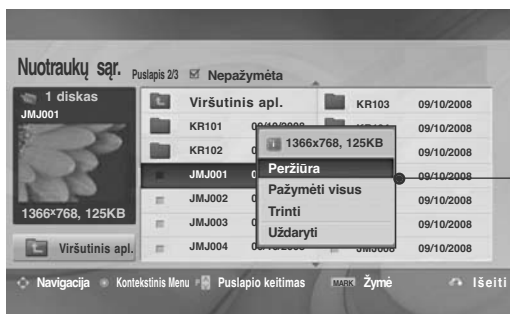 Nuotraukų sąr. Puslapis 2/3 Nepažymėta
1 diskas
JMJ001
1366x768, 125KB
Viršutinis apl.
Viršutinis apl. KR103 09/10/2008
KR101 09/10/2008
KR102 09/10/2008
JMJ001 09/10/2008
JMJ002 09/10/2008
JMJ003 09/10/2008
JMJ004 JMJ008 09/10/2008
1366x768, 125KB
Peržiūra
Pažymėti visus
Trinti
Uždaryti
Navigacija Kontekstinis Menu P Puslapio keitimas MARK Žymė Išeiti